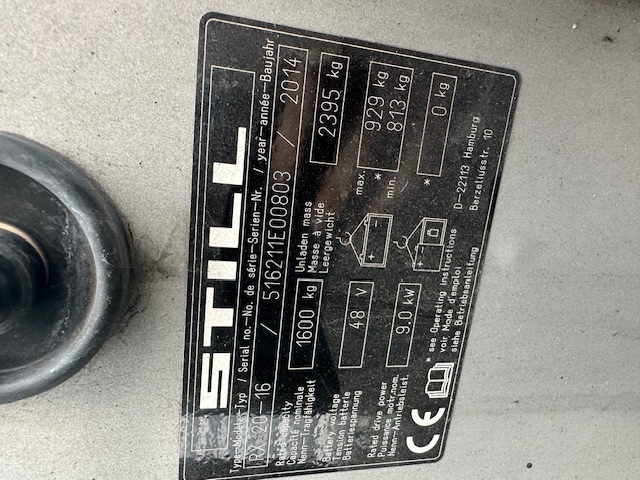 STILL
Type-Modèle-Typ / Serial no.-No. de série-Serien-Nr. / year-année-Baujahr
RX 20-16 / 516211E00803 / 2014
Rated capacity
Capacité nominale
Nenn-Tragfähigkeit
1600 kg
Unladen mass
Masse à vide
Leergewicht
2395 kg
Battery voltage
Tension batterie
Batteriespannung
48 V
max.
*
min.
929 kg
813 kg
Rated drive power
Puissance motr.nom.
Nenn-Antriebsleist.
9.0 kW
*
0 kg
* see Operating instructions
voir Mode d'emploi
siehe Betriebsanleitung
D-22113 Hamburg
Berzeliusstr. 10
CE